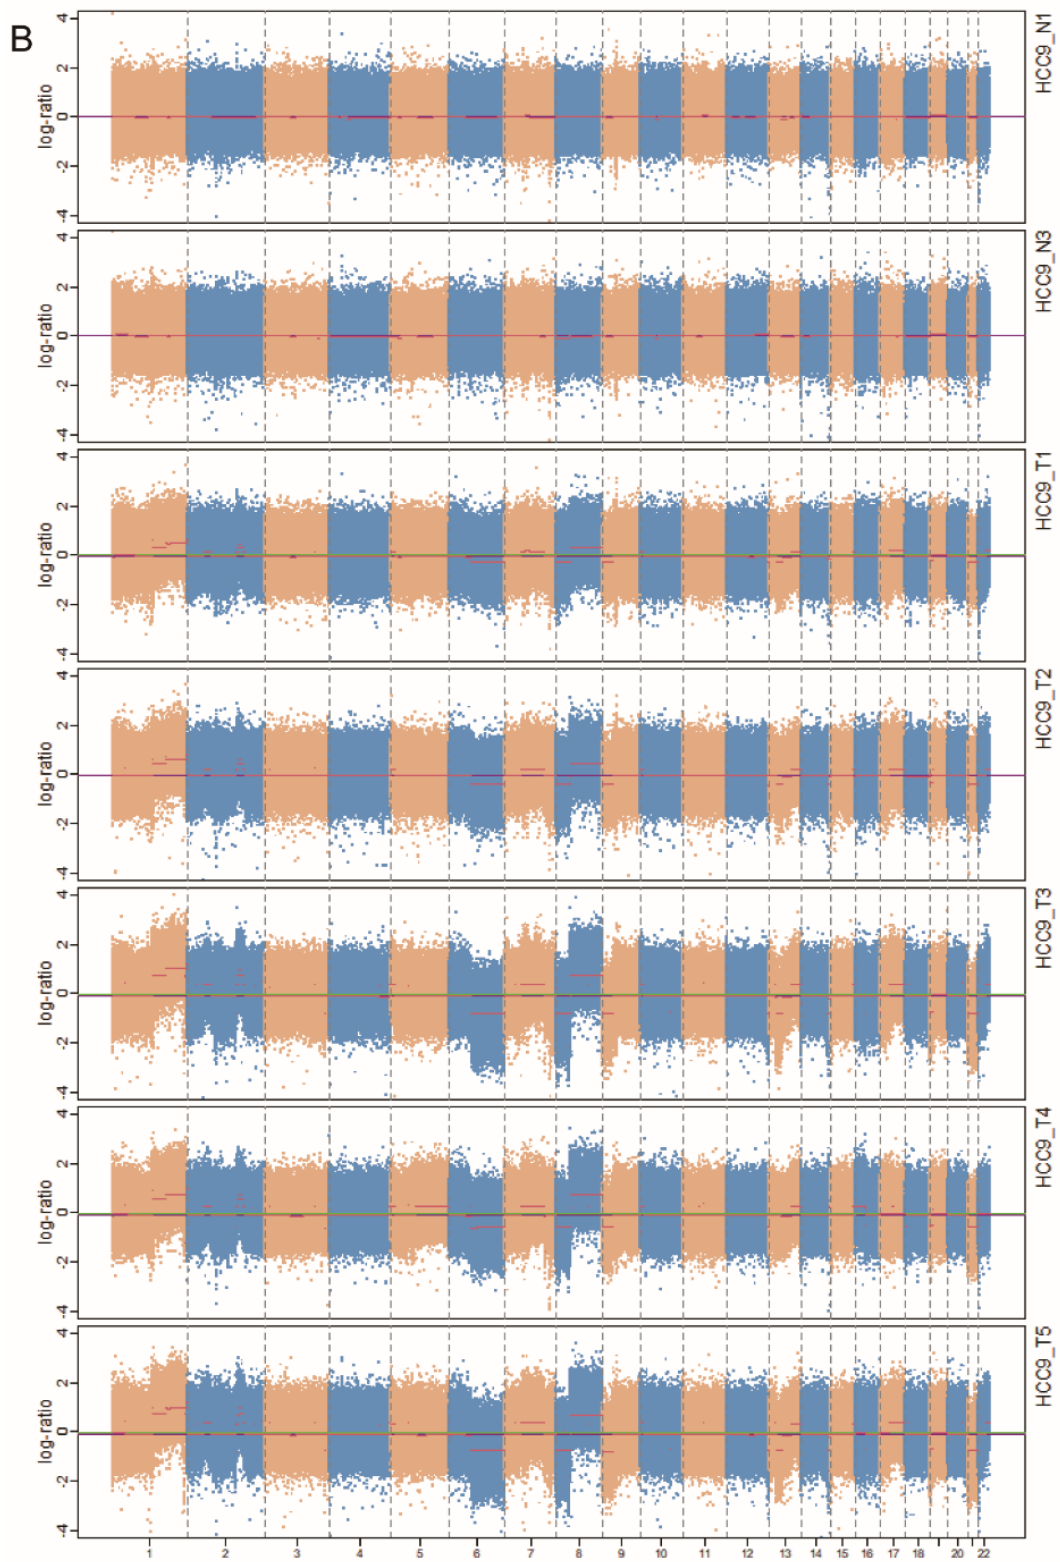 B
4
2
0
2
-4
log-ratio
HCC9_N1
4
2
0
2
-4
log-ratio
HCC9_N3
4
2
0
-2
-4
log-ratio
HCC9_T1
4
2
0
-2
-4
log-ratio
HCC9_T2
4
2
0
-2
-4
log-ratio
HCC9_T3
4
2
0
-2
-4
log-ratio
HCC9_T4
4
2
0
-2
-4
log-ratio
HCC9_T5
1 2 3 4 5 6 7 8 9 10 11 12 13 14 15 16 17 18 20 22